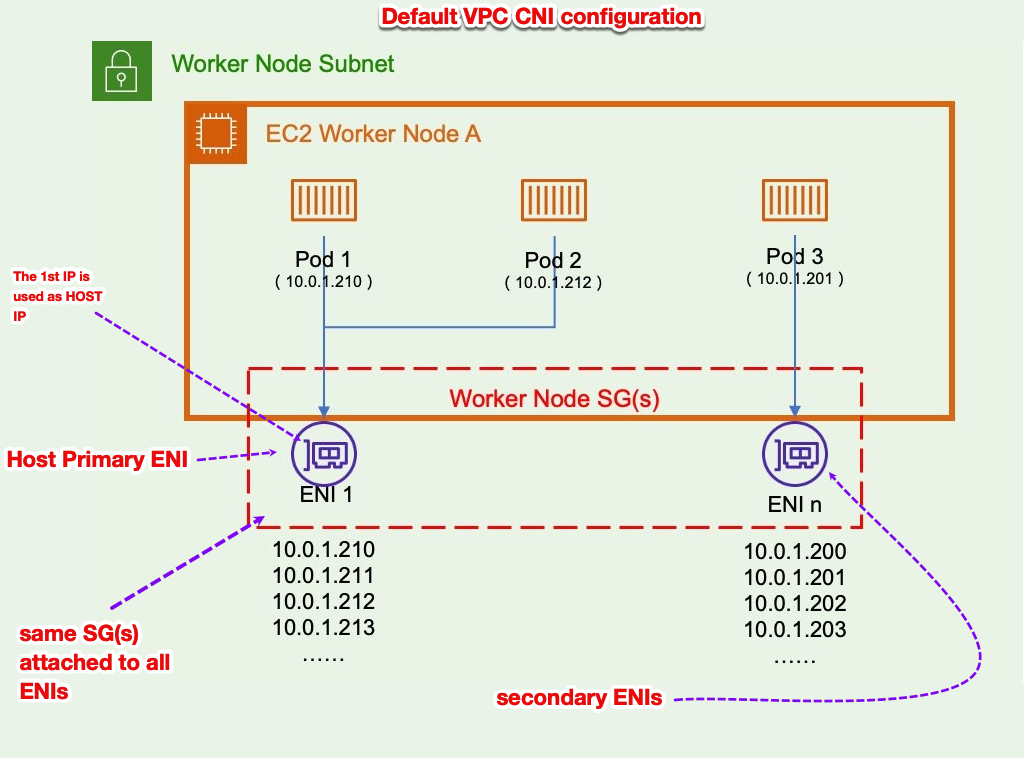 Default VPC CNI configuration
Worker Node Subnet
EC2 Worker Node A
Pod 1
( 10.0.1.210 )
Pod 2
( 10.0.1.212 )
Pod 3
( 10.0.1.201 )
The 1st IP is
used as HOST
IP
Worker Node SG(s)
Host Primary ENI
ENI 1
ENI n
10.0.1.210
10.0.1.211
10.0.1.212
10.0.1.213
......
10.0.1.200
10.0.1.201
10.0.1.202
10.0.1.203
......
same SG(s)
attached to all
ENIs
secondary ENIs